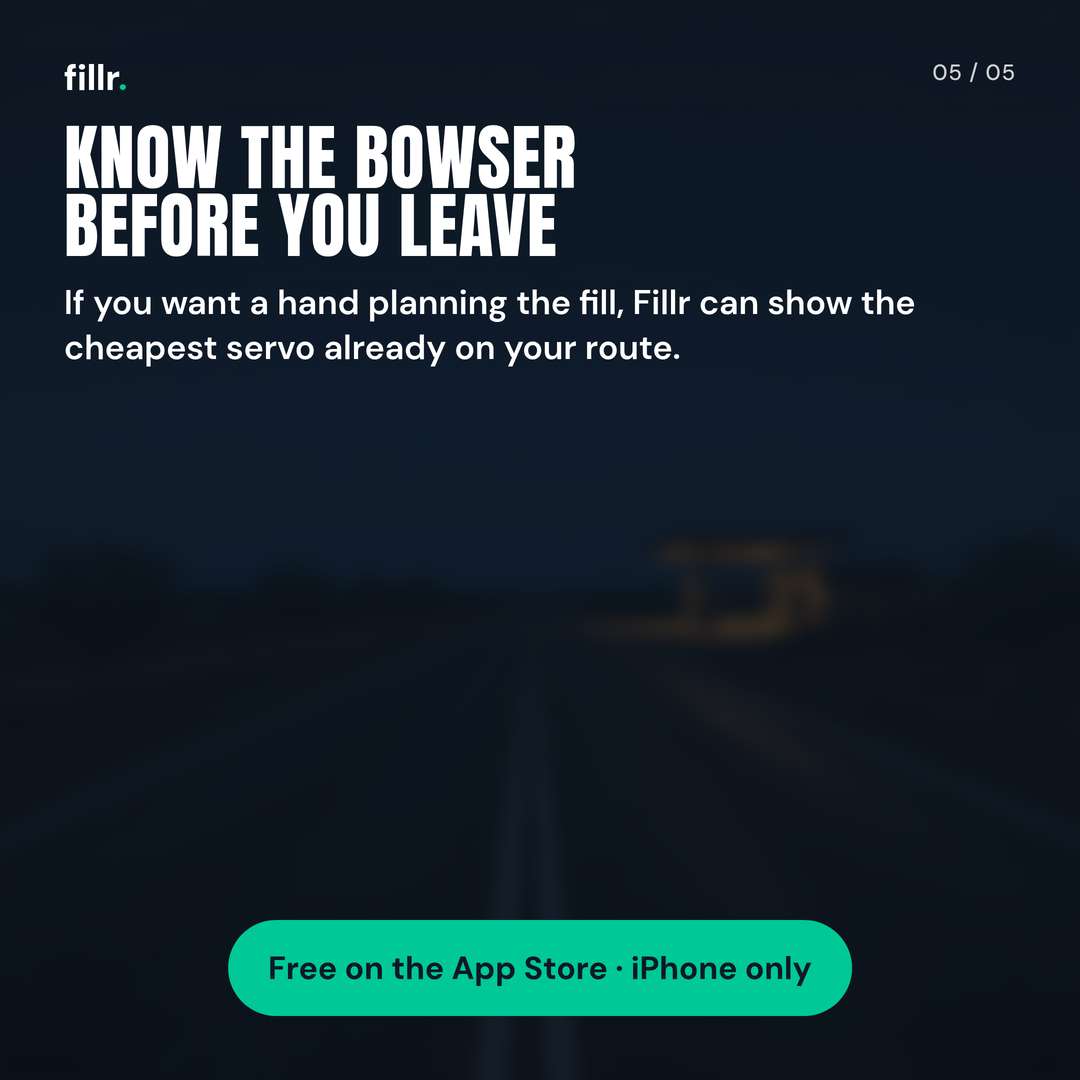 fillr.
05 / 05
KNOW THE BOWSER
BEFORE YOU LEAVE
If you want a hand planning the fill, Fillr can show the
cheapest servo already on your route.
Free on the App Store · iPhone only